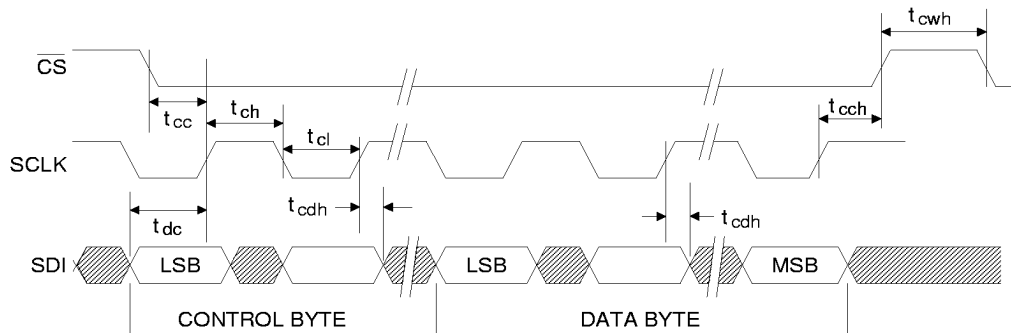 t cwh
CS
t cc
t ch
t cl
t cch
SCLK
t dc
t cdh
t cdh
SDI
LSB
LSB
MSB
CONTROL BYTE
DATA BYTE